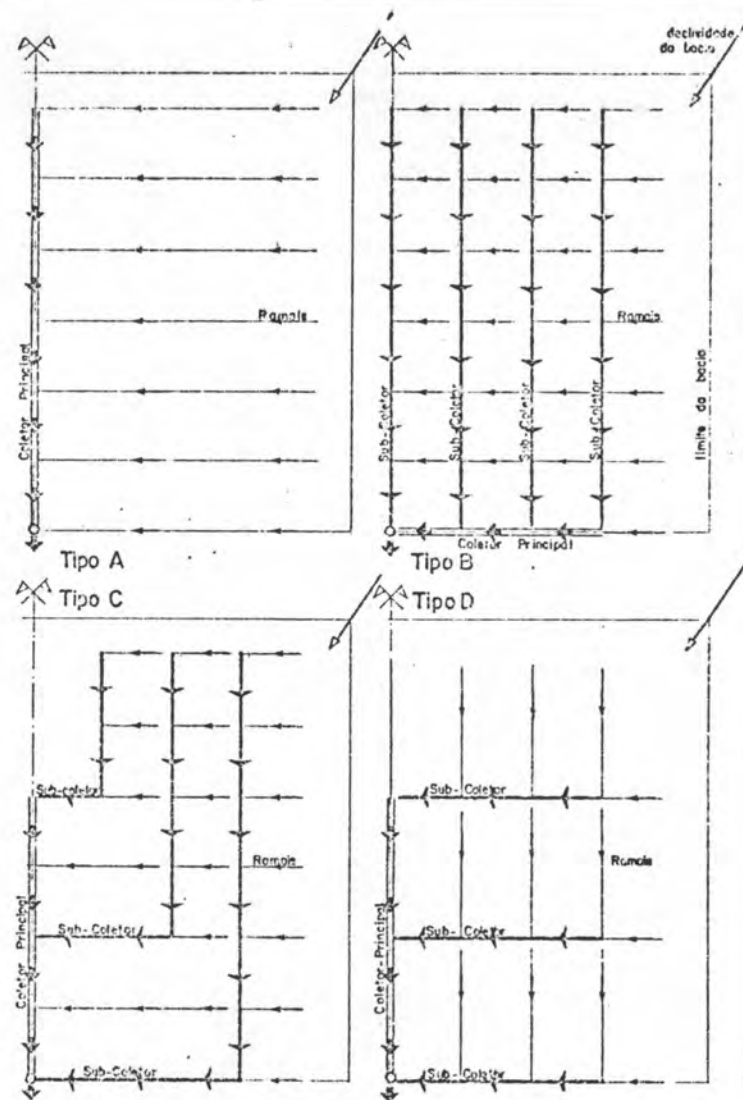 declividade
da bacia
Ramais
Coletor Principal
Tipo A
Sub-Coletor
Sub-Coletor
Sub-Coletor
Sub-Coletor
Ramais
limite da bacia
Coletor Principal
Tipo B
Tipo C
Sub-coletor
Ramais
Coletor Principal
Sub-Coletor
Sub-Coletor
Tipo D
Sub-Coletor
Ramais
Coletor-Principal
Sub-Coletor
Sub-Coletor